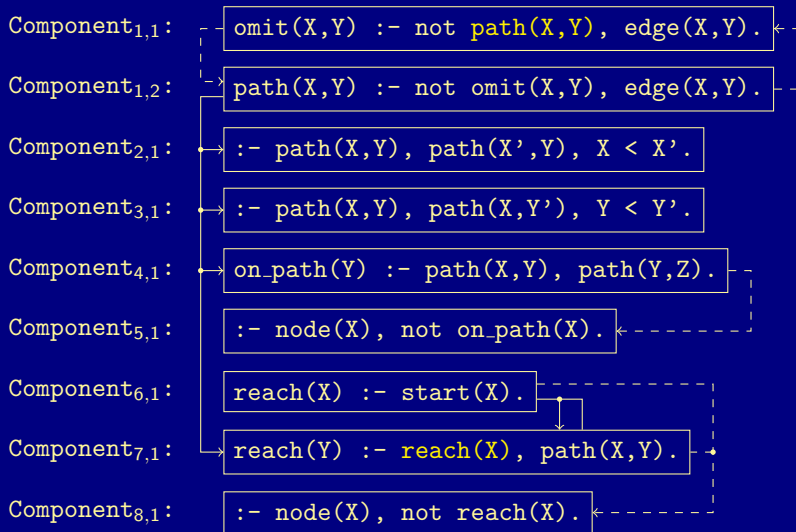 Component1,1: omit(X,Y) :- not path(X,Y), edge(X,Y).
Component1,2: path(X,Y) :- not omit(X,Y), edge(X,Y).
Component2,1: :- path(X,Y), path(X',Y), X < X'.
Component3,1: :- path(X,Y), path(X,Y'), Y < Y'.
Component4,1: on_path(Y) :- path(X,Y), path(Y,Z).
Component5,1: :- node(X), not on_path(X).
Component6,1: reach(X) :- start(X).
Component7,1: reach(Y) :- reach(X), path(X,Y).
Component8,1: :- node(X), not reach(X).